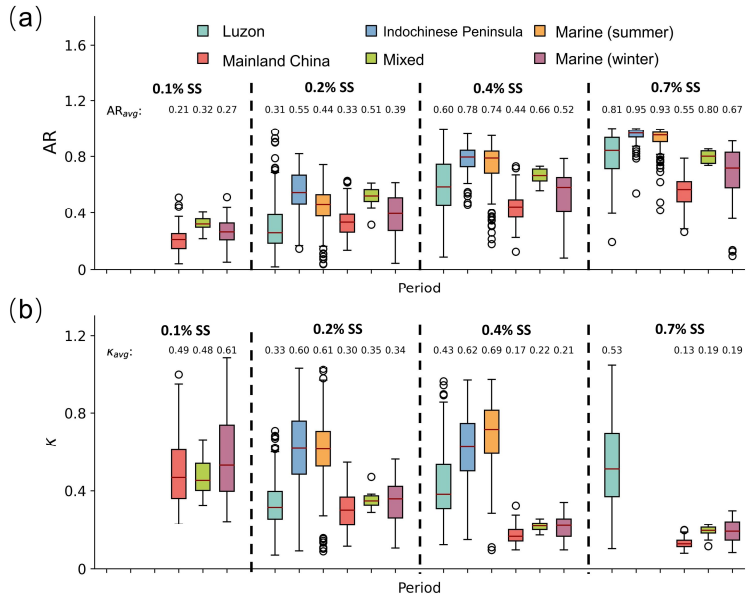 (a)
Luzon
Indochinese Peninsula
Marine (summer)
Mainland China
Mixed
Marine (winter)
1.6
1.2
0.8
0.4
0
AR
0.1% SS
0.2% SS
0.4% SS
0.7% SS
ARavg:
0.21 0.32 0.27
0.31 0.55 0.44 0.33 0.51 0.39
0.60 0.78 0.74 0.44 0.66 0.52
0.81 0.95 0.93 0.55 0.80 0.67
Period
(b)
1.2
0.8
0.4
0
κ
0.1% SS
0.2% SS
0.4% SS
0.7% SS
κavg:
0.49 0.48 0.61
0.33 0.60 0.61 0.30 0.35 0.34
0.43 0.62 0.69 0.17 0.22 0.21
0.53
0.13 0.19 0.19
Period